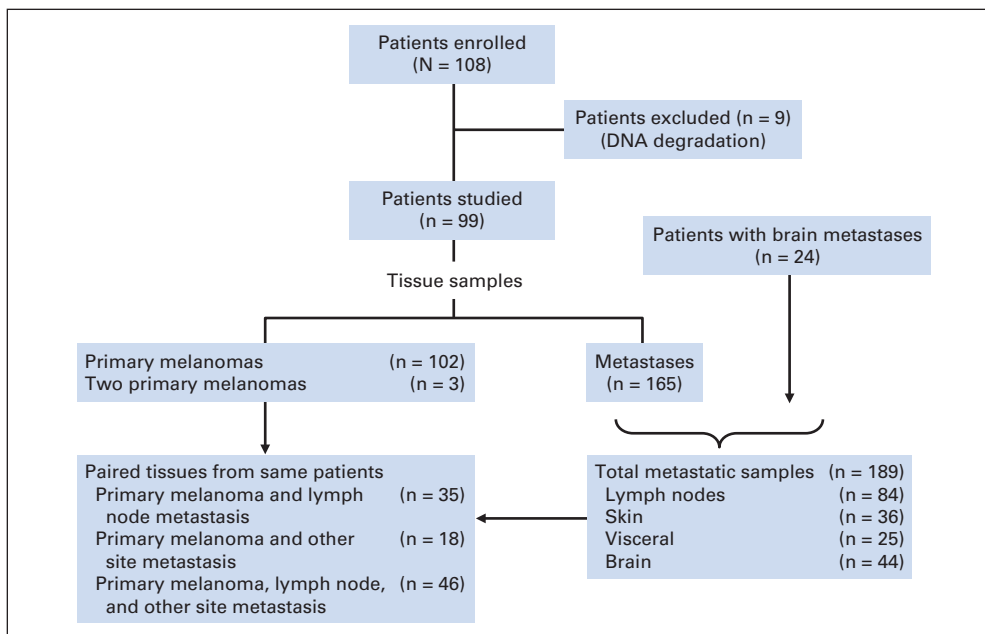 Patients enrolled
(N = 108)
Patients excluded (n = 9)
(DNA degradation)
Patients studied
(n = 99)
Patients with brain metastases
(n = 24)
Tissue samples
Primary melanomas (n = 102)
Two primary melanomas (n = 3)
Metastases
(n = 165)
Paired tissues from same patients
Primary melanoma and lymph (n = 35)
node metastasis
Primary melanoma and other (n = 18)
site metastasis
Primary melanoma, lymph node, (n = 46)
and other site metastasis
Total metastatic samples (n = 189)
Lymph nodes (n = 84)
Skin (n = 36)
Visceral (n = 25)
Brain (n = 44)